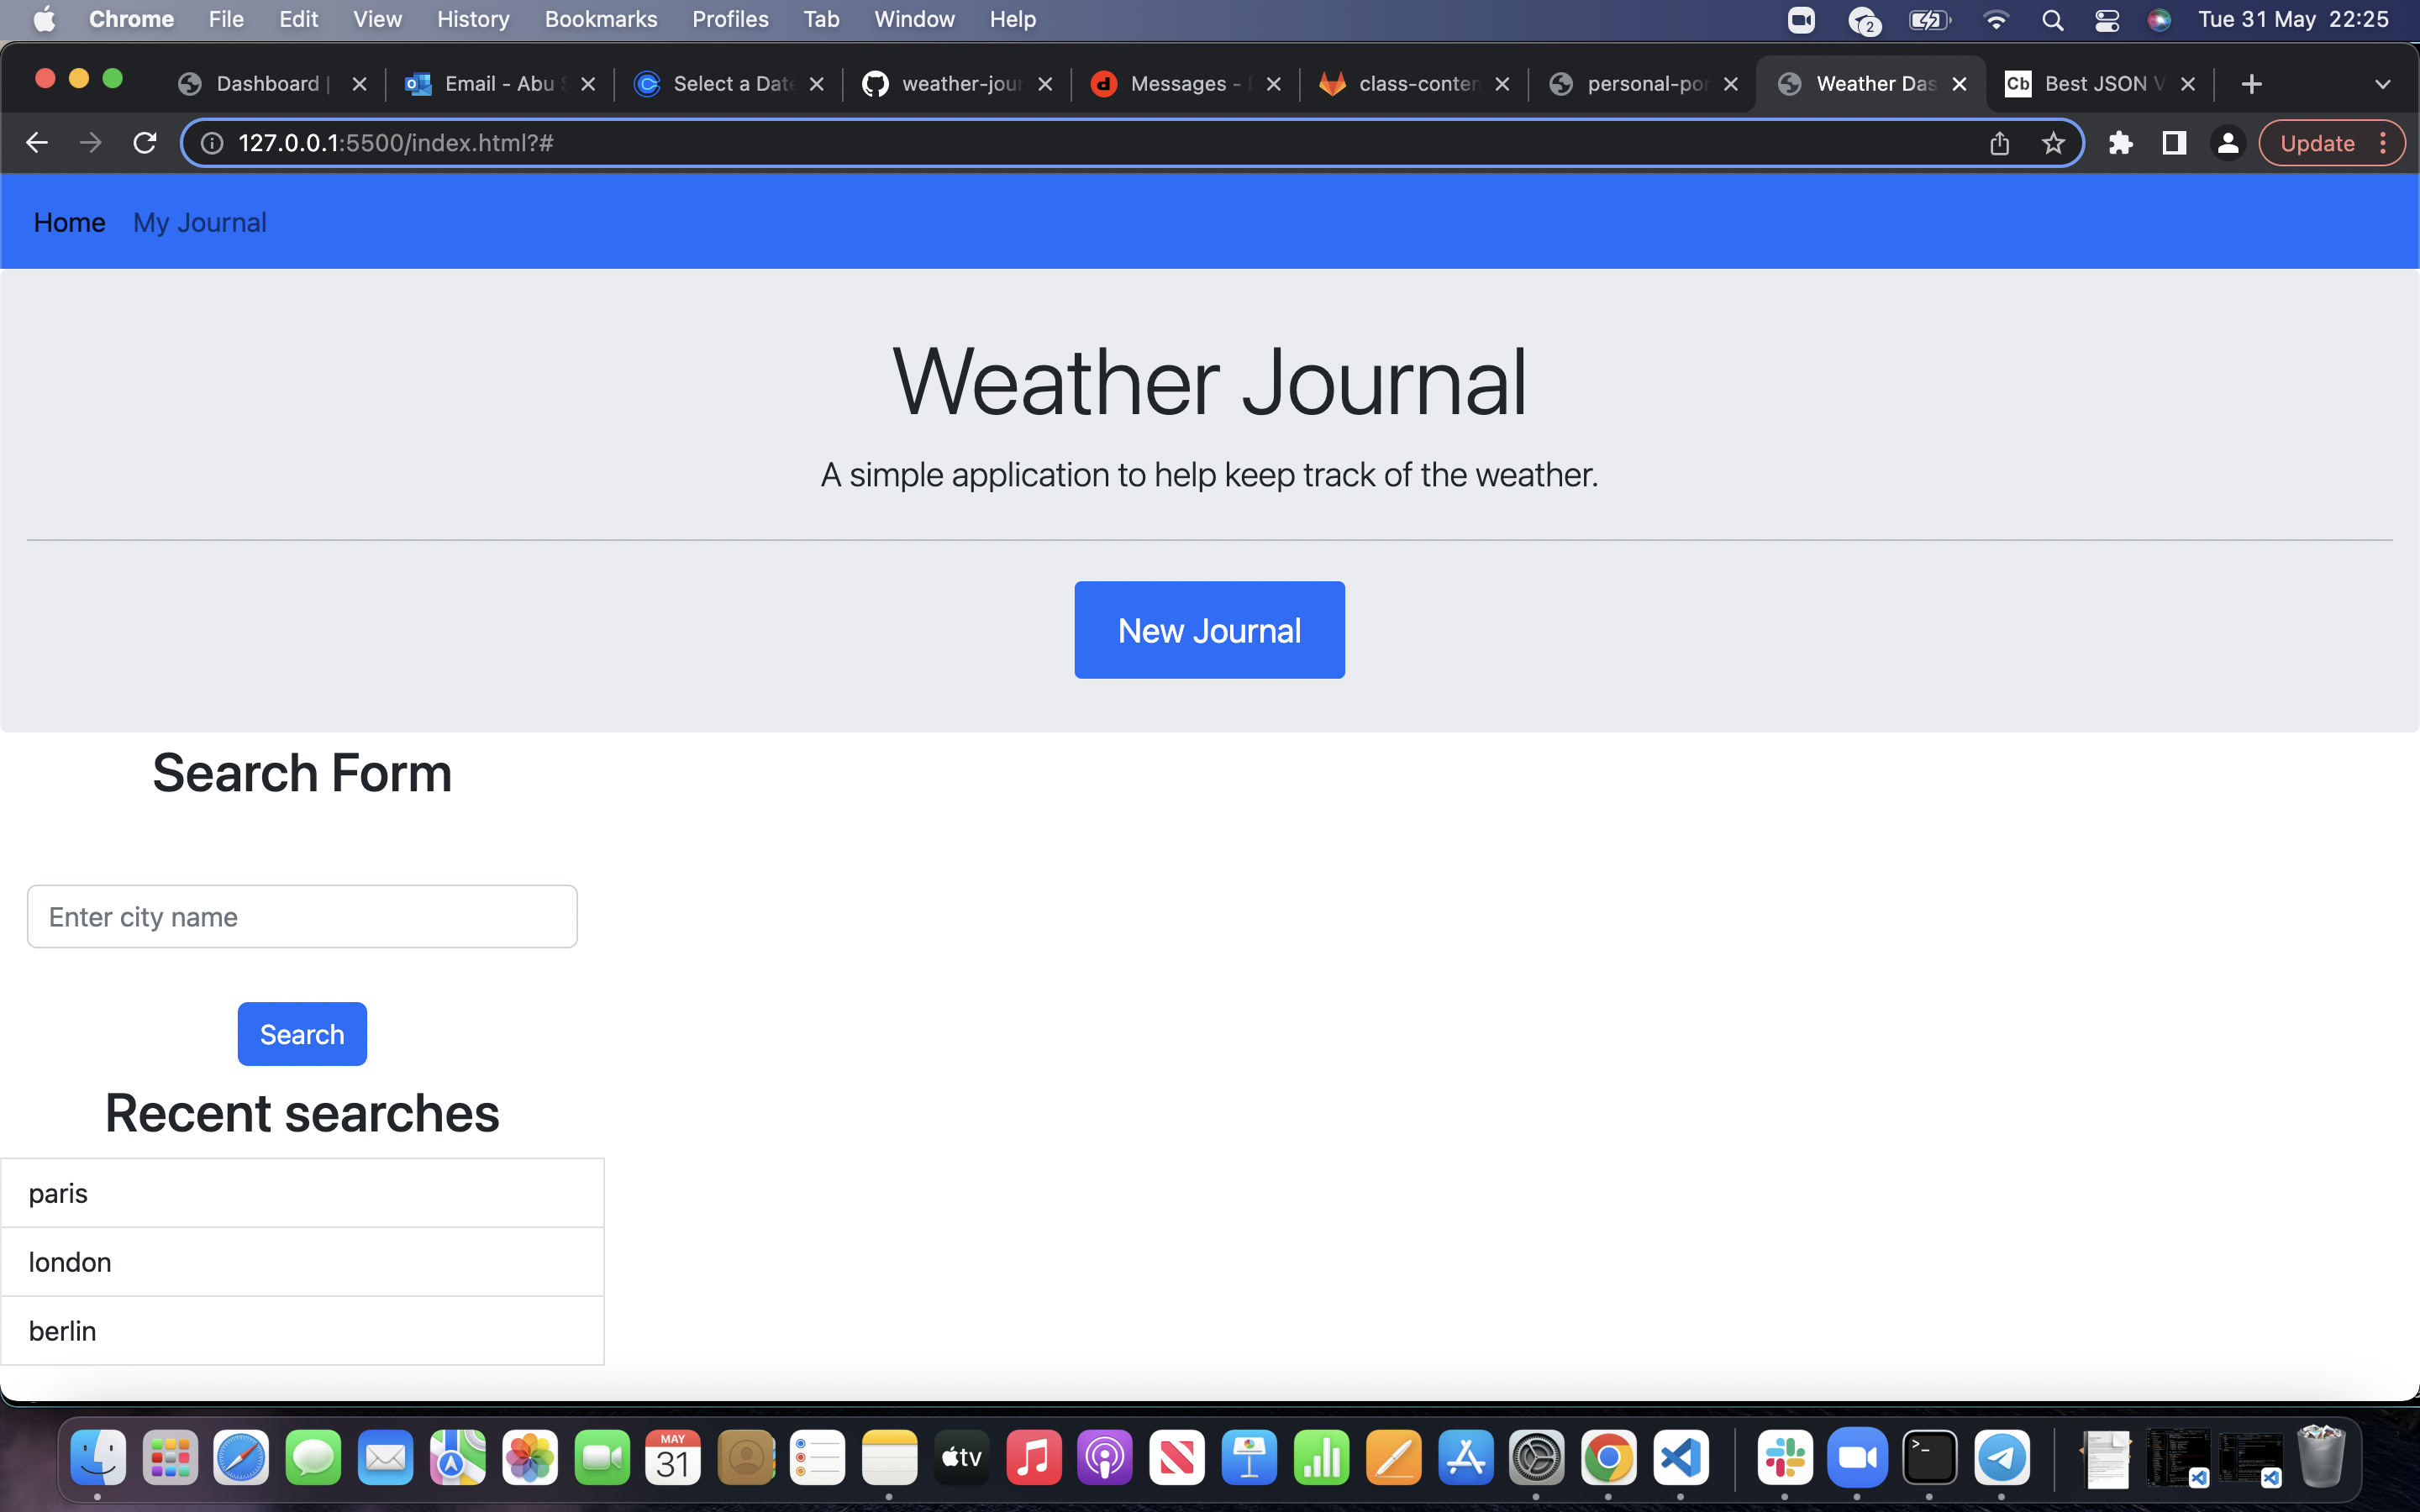 Chrome File Edit View History Bookmarks Profiles Tab Window Help 2 Tue 31 May 22:25
Dashboard | Email - Abu Select a Date weather-jour Messages - class-conten personal-por Weather Das Cb Best JSON V
127.0.0.1:5500/index.html?# Update
Home My Journal
Weather Journal
A simple application to help keep track of the weather.
New Journal
Search Form
Enter city name
Search
Recent searches
paris
london
berlin
MAY
31
tv